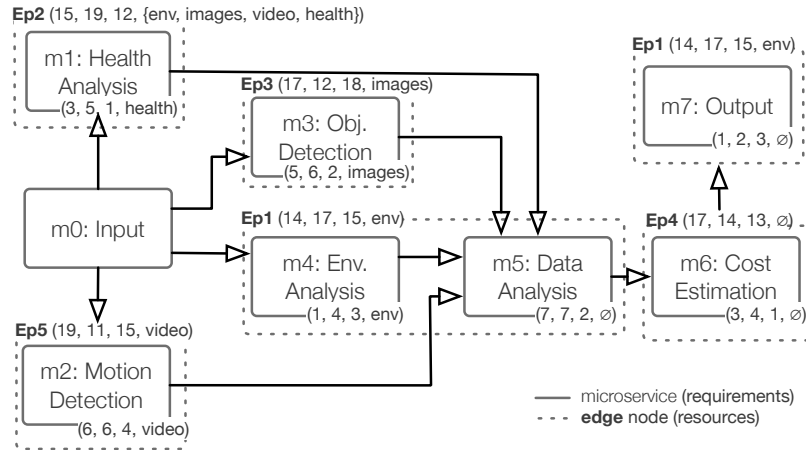 Ep2 (15, 19, 12, {env, images, video, health})
m1: Health
Analysis
(3, 5, 1, health)
Ep3 (17, 12, 18, images)
m3: Obj.
Detection
(5, 6, 2, images)
Ep1 (14, 17, 15, env)
m7: Output
(1, 2, 3, ∅)
m0: Input
Ep1 (14, 17, 15, env)
m4: Env.
Analysis
(1, 4, 3, env)
m5: Data
Analysis
(7, 7, 2, ∅)
Ep4 (17, 14, 13, ∅)
m6: Cost
Estimation
(3, 4, 1, ∅)
Ep5 (19, 11, 15, video)
m2: Motion
Detection
(6, 6, 4, video)
microservice (requirements)
edge node (resources)